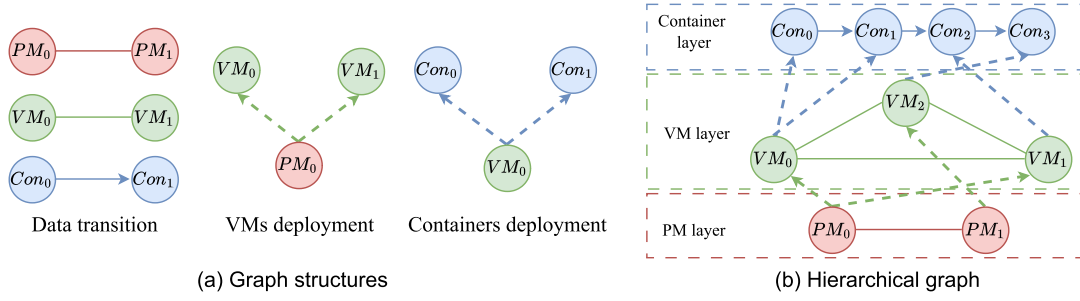 PM₀ PM₁
VM₀ VM₁
Con₀ Con₁
Data transition
VM₀ VM₁
PM₀
VMs deployment
Con₀ Con₁
VM₀
Containers deployment
(a) Graph structures
Container
layer
Con₀ Con₁ Con₂ Con₃
VM layer
VM₂
VM₀ VM₁
PM layer
PM₀ PM₁
(b) Hierarchical graph